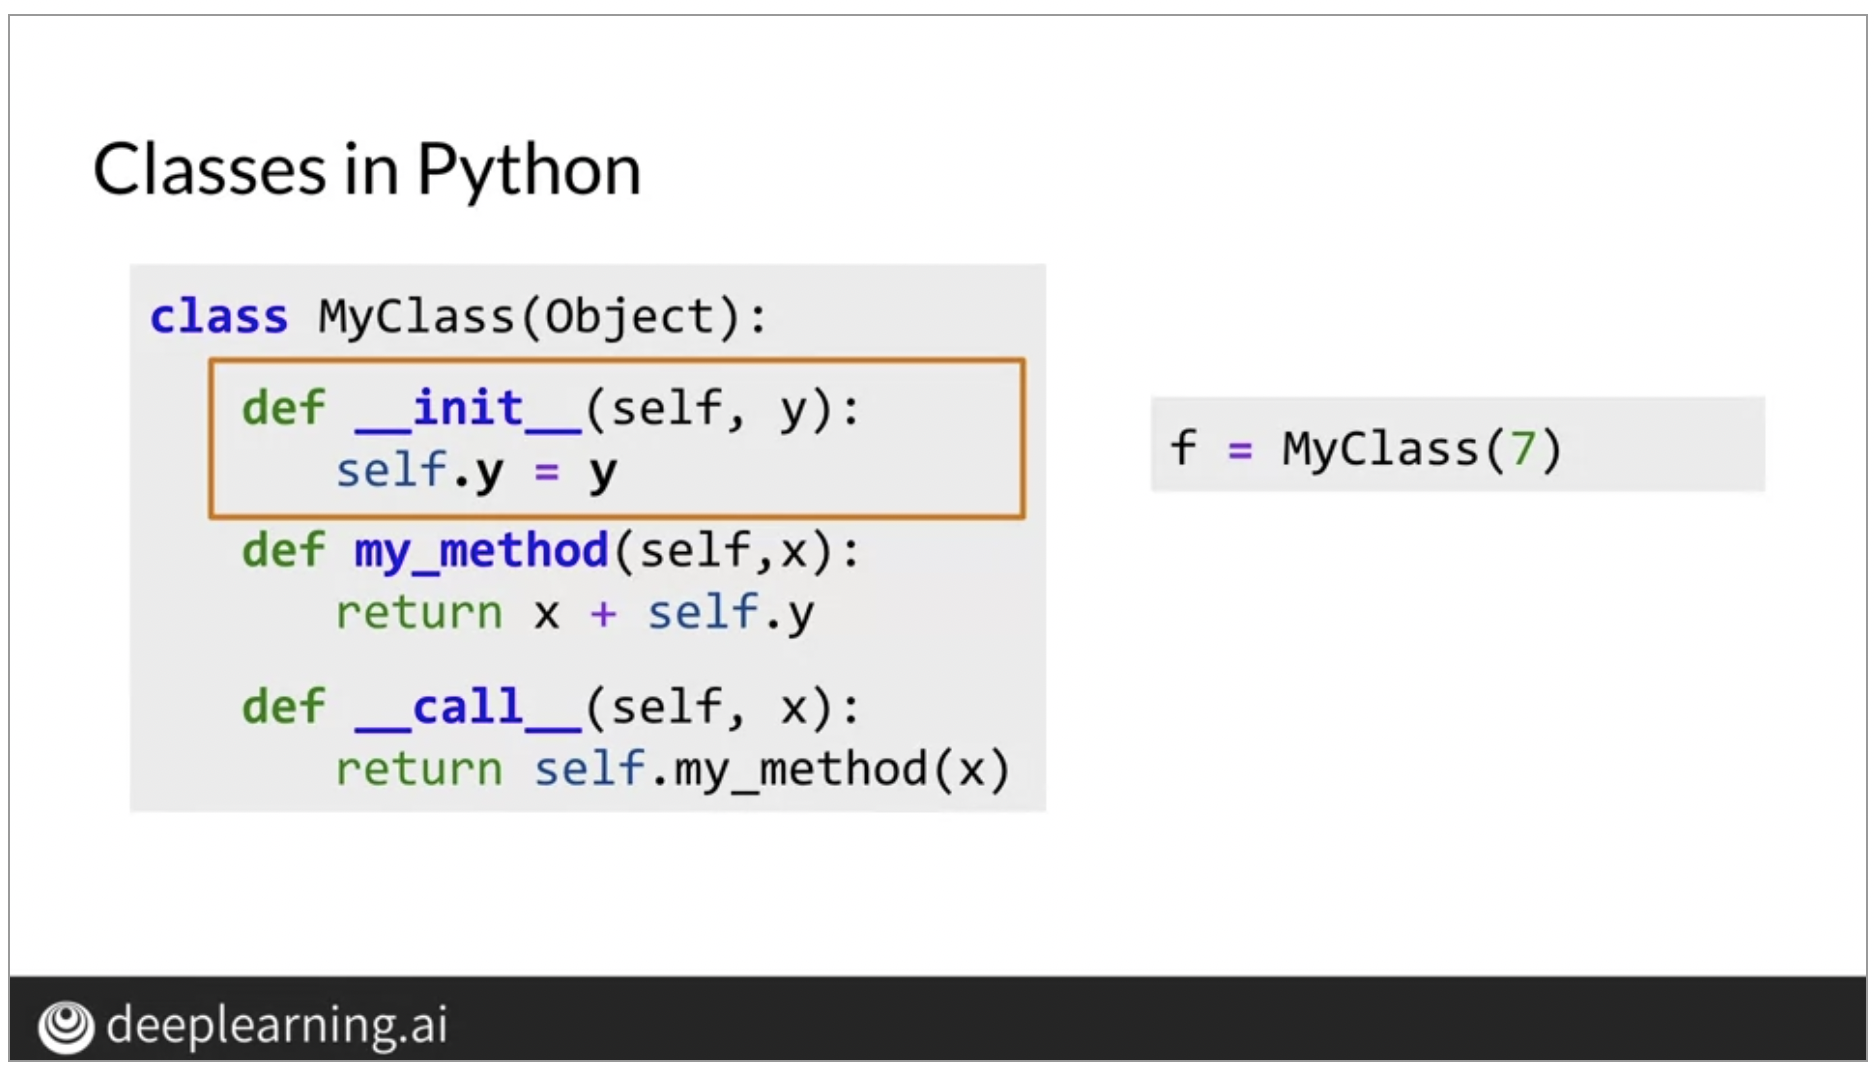 Classes in Python
class MyClass(Object):
def __init__(self, y):
self.y = y
def my_method(self,x):
return x + self.y
def __call__(self, x):
return self.my_method(x)
f = MyClass(7)
deeplearning.ai